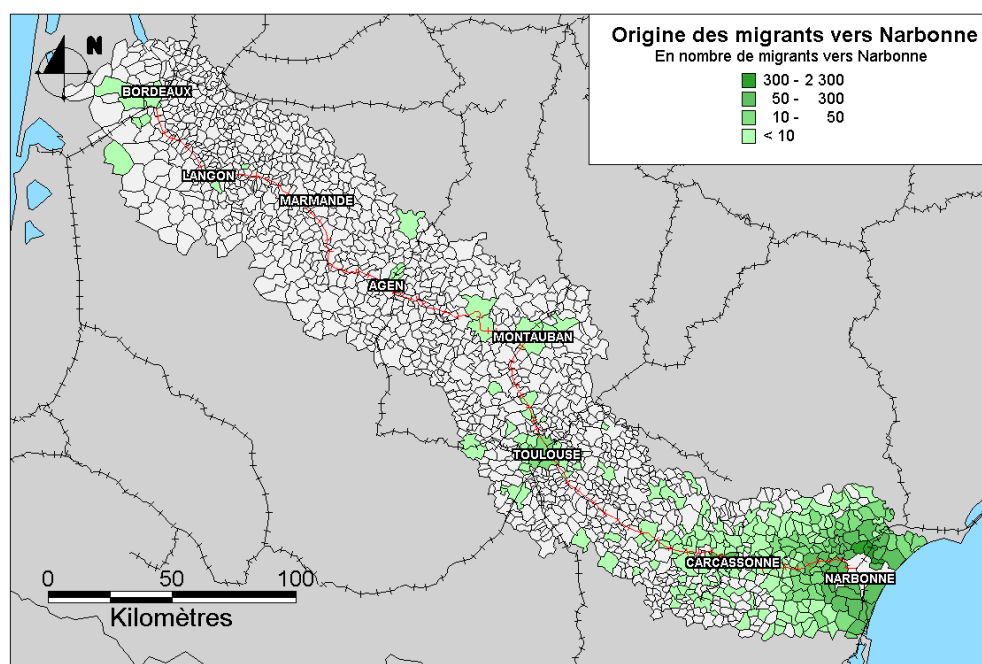 Origine des migrants vers Narbonne
En nombre de migrants vers Narbonne
300 - 2 300
50 - 300
10 - 50
< 10
N
BORDEAUX
LANGON
MARMANDE
AGEN
MONTAUBAN
TOULOUSE
CARCASSONNE
NARBONNE
0 50 100
Kilomètres